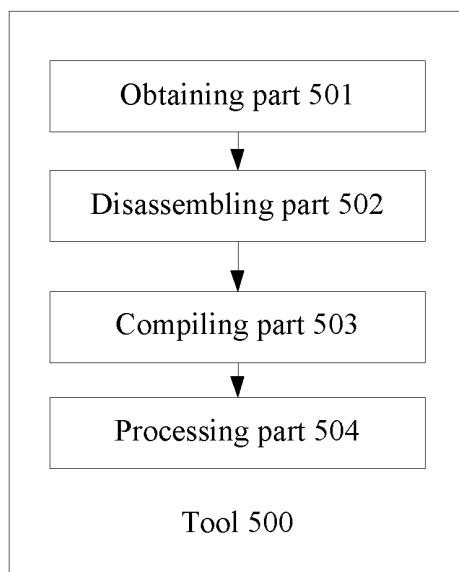 Obtaining part 501
Disassembling part 502
Compiling part 503
Processing part 504
Tool 500